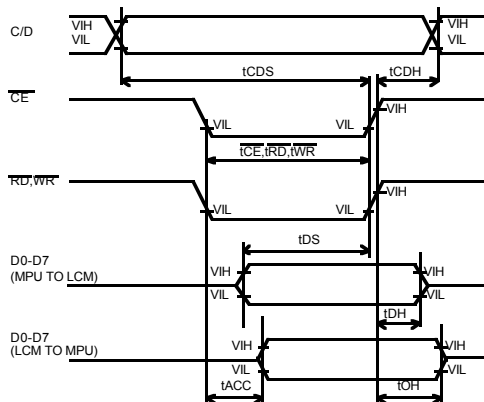 C/D
VIH
VIL
VIH
VIL
tCDS
tCDH
CE
VIL
VIL
VIH
tCE,tRD,tWR
RD,WR
VIL
VIL
VIH
tDS
D0-D7
(MPU TO LCM)
VIH
VIL
VIH
VIL
tDH
D0-D7
(LCM TO MPU)
VIH
VIL
VIH
VIL
tACC
tOH